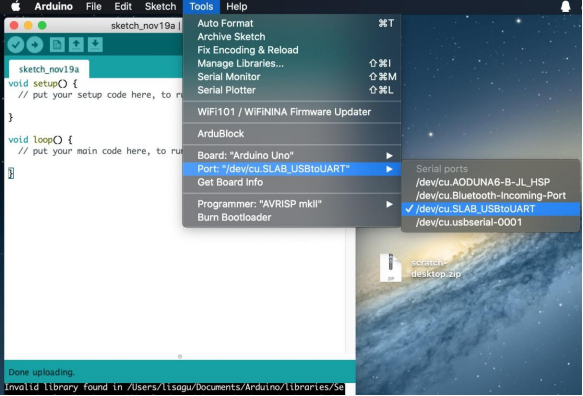 Arduino File Edit Sketch Tools Help
sketch_nov19a |
sketch_nov19a
void setup() {
// put your setup code here, to ru
}
void loop() {
// put your main code here, to run
}
Auto Format ⌘T
Archive Sketch
Fix Encoding & Reload
Manage Libraries... ⇧⌘I
Serial Monitor ⇧⌘M
Serial Plotter ⇧⌘L
WiFi101 / WiFiNINA Firmware Updater
ArduBlock
Board: "Arduino Uno"
Port: "/dev/cu.SLAB_USBtoUART"
Get Board Info
Programmer: "AVRISP mkII"
Burn Bootloader
Serial ports
/dev/cu.AODUNA6-B-JL_HSP
/dev/cu.Bluetooth-Incoming-Port
✓ /dev/cu.SLAB_USBtoUART
/dev/cu.usbserial-0001
scratch-
desktop.zip
Done uploading.
Invalid library found in /Users/lisagu/Documents/Arduino/libraries/Se